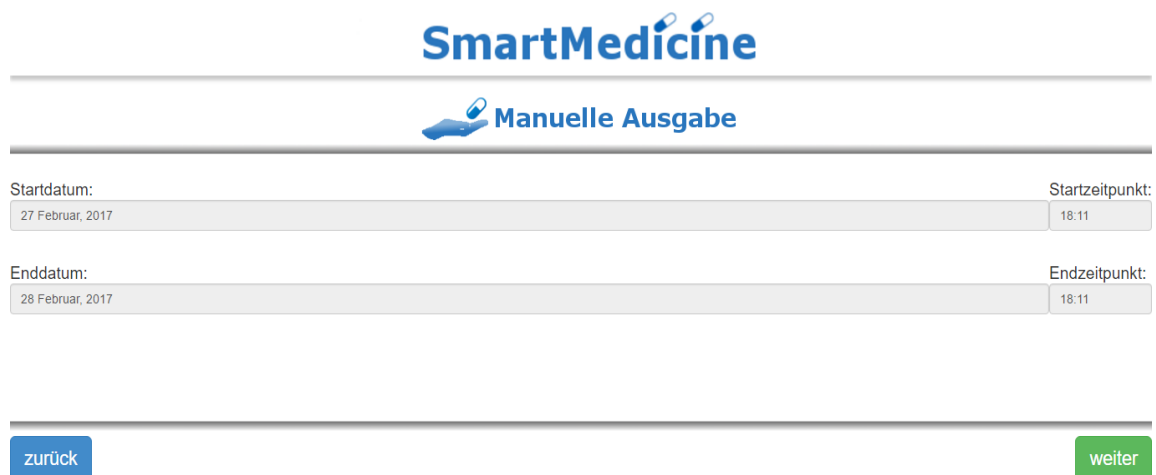 SmartMedicine
Manuelle Ausgabe
Startdatum: Startzeitpunkt:
27 Februar, 2017 18:11
Enddatum: Endzeitpunkt:
28 Februar, 2017 18:11
zurück weiter